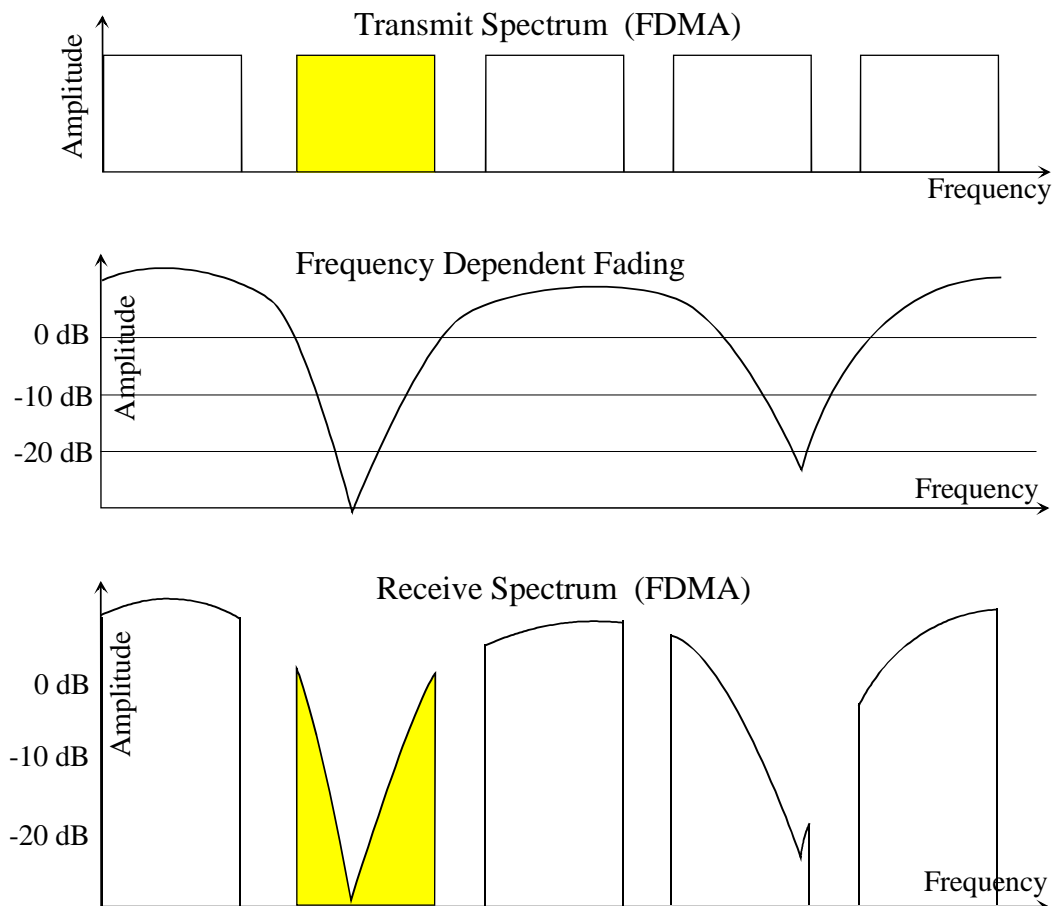 Transmit Spectrum (FDMA)
Amplitude
Frequency
Frequency Dependent Fading
Amplitude
0 dB
-10 dB
-20 dB
Frequency
Receive Spectrum (FDMA)
Amplitude
0 dB
-10 dB
-20 dB
Frequency